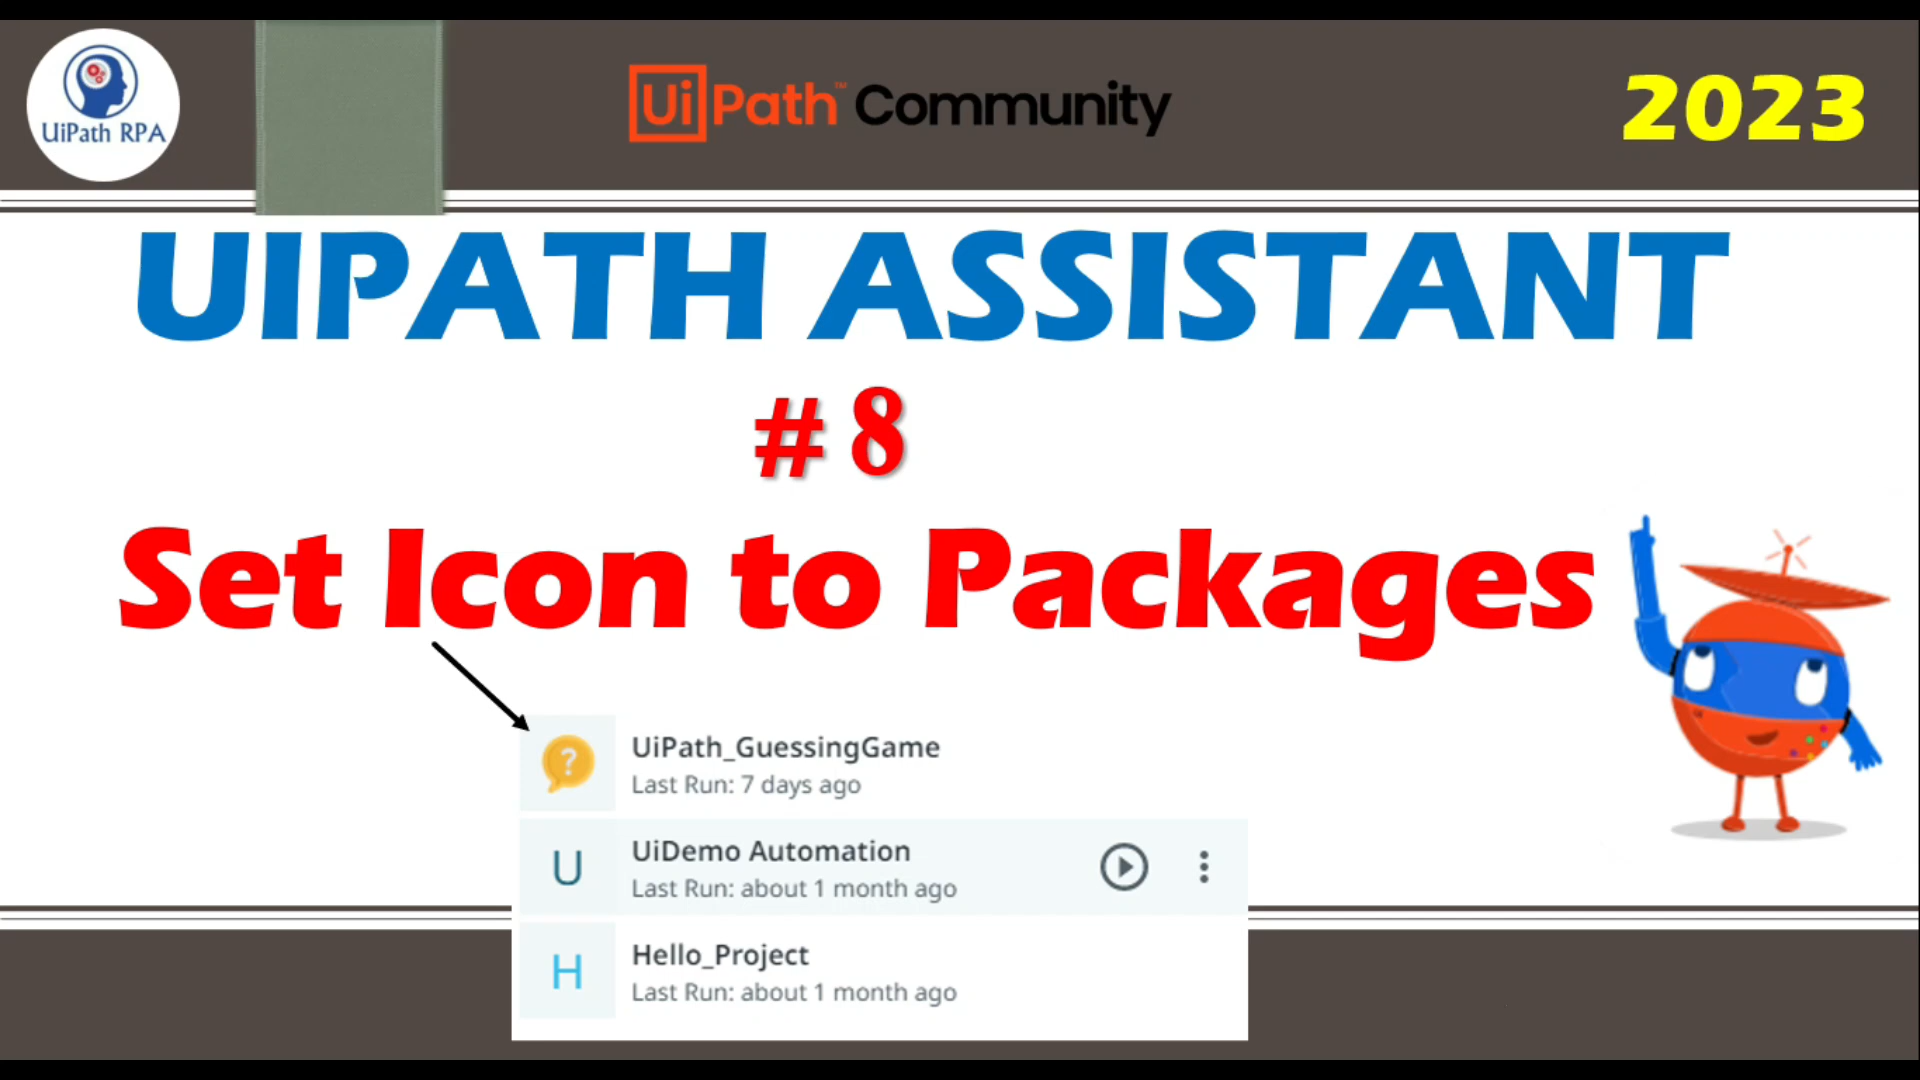 UiPath RPA
UiPath™ Community
2023
UIPATH ASSISTANT
# 8
Set Icon to Packages
?
UiPath_GuessingGame
Last Run: 7 days ago
U
UiDemo Automation
Last Run: about 1 month ago
H
Hello_Project
Last Run: about 1 month ago